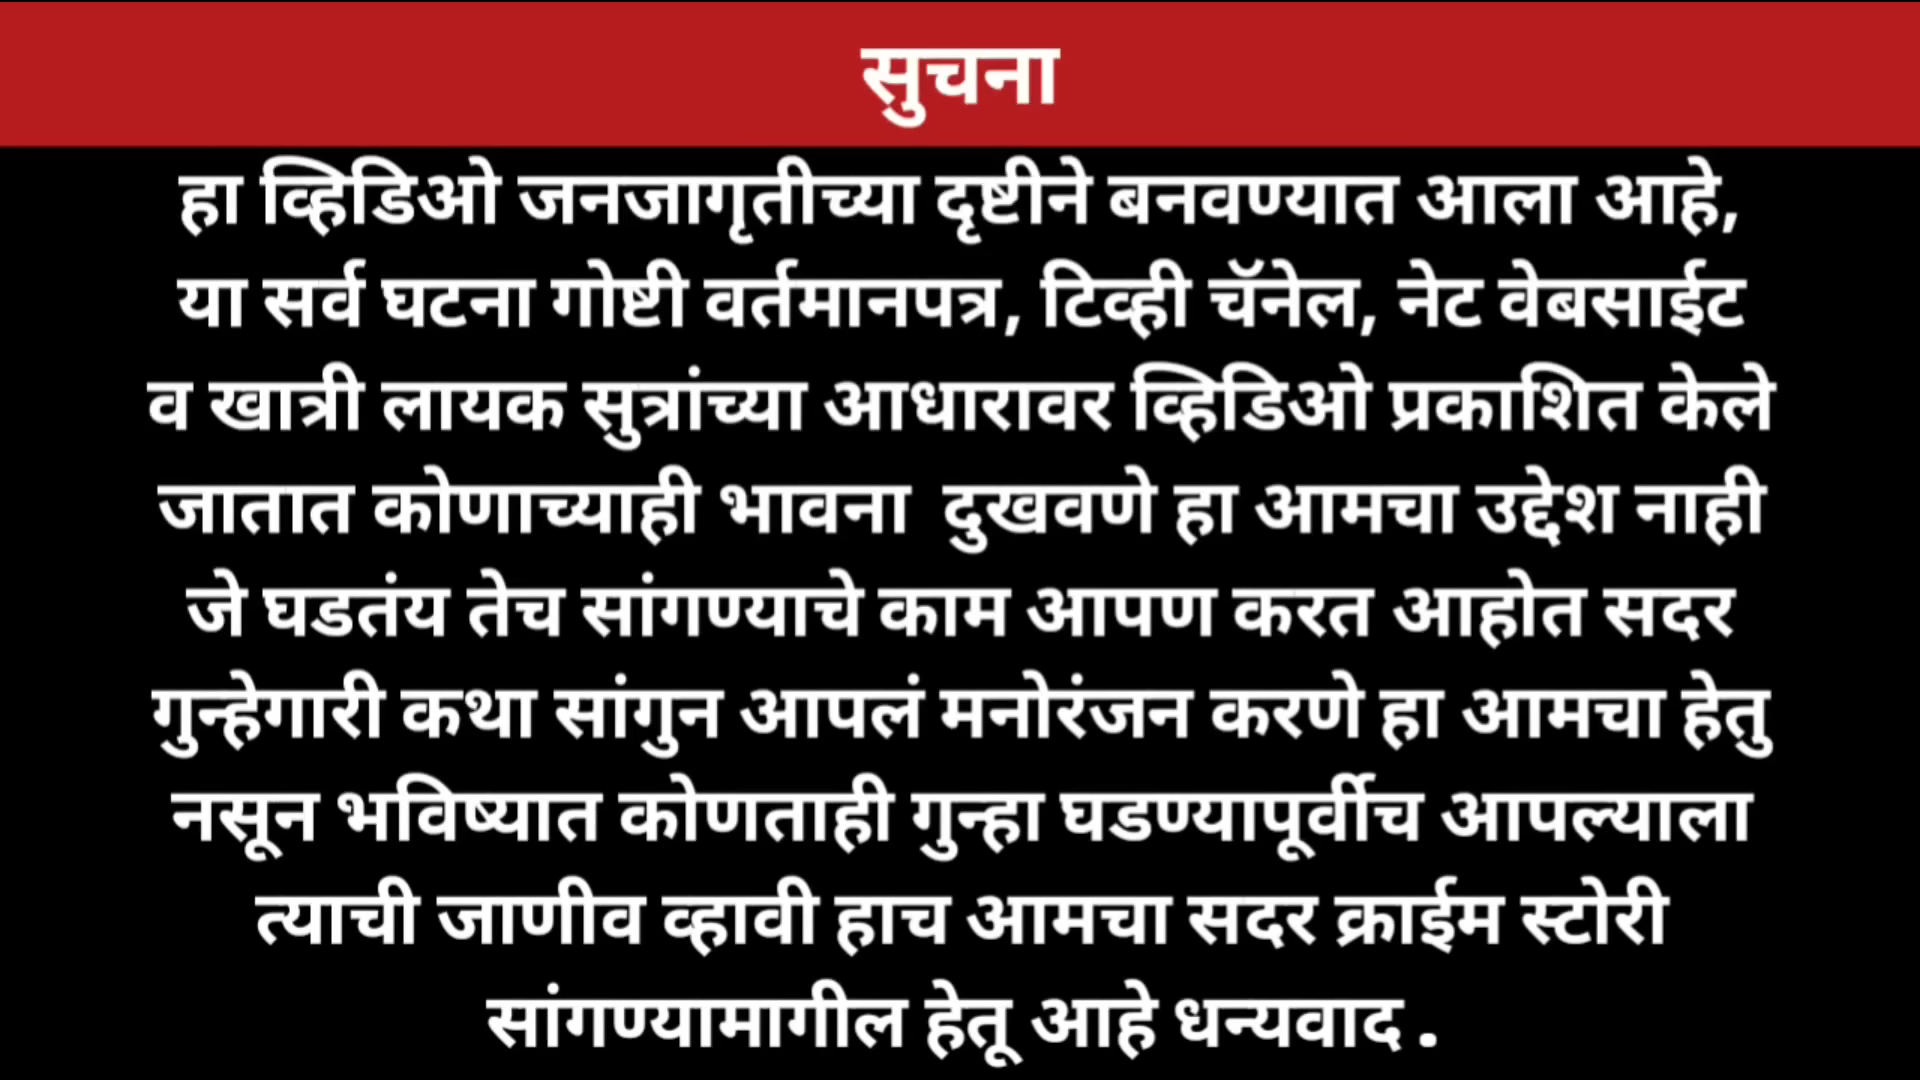 सुचना
हा व्हिडिओ जनजागृतीच्या दृष्टीने बनवण्यात आला आहे,
या सर्व घटना गोष्टी वर्तमानपत्र, टिव्ही चॅनेल, नेट वेबसाईट
व खात्री लायक सुत्रांच्या आधारावर व्हिडिओ प्रकाशित केले
जातात कोणाच्याही भावना दुखवणे हा आमचा उद्देश नाही
जे घडतंय तेच सांगण्याचे काम आपण करत आहोत सदर
गुन्हेगारी कथा सांगुन आपलं मनोरंजन करणे हा आमचा हेतु
नसून भविष्यात कोणताही गुन्हा घडण्यापूर्वीच आपल्याला
त्याची जाणीव व्हावी हाच आमचा सदर क्राईम स्टोरी
सांगण्यामागील हेतू आहे धन्यवाद .